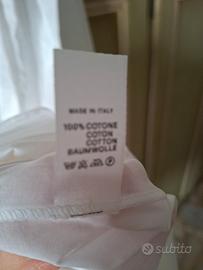 MADE IN ITALY
100% COTONE
COTON
COTTON
BAUMWOLLE
subito